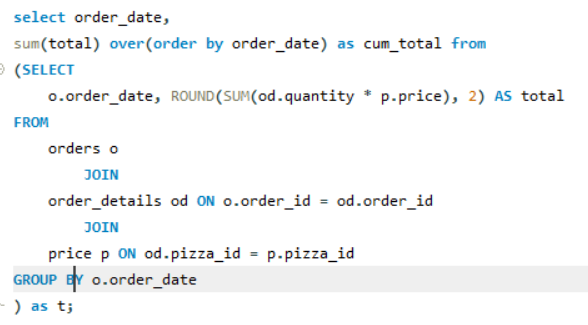 select order_date,
sum(total) over(order by order_date) as cum_total from
(SELECT
o.order_date, ROUND(SUM(od.quantity * p.price), 2) AS total
FROM
orders o
JOIN
order_details od ON o.order_id = od.order_id
JOIN
price p ON od.pizza_id = p.pizza_id
GROUP BY o.order_date
) as t;